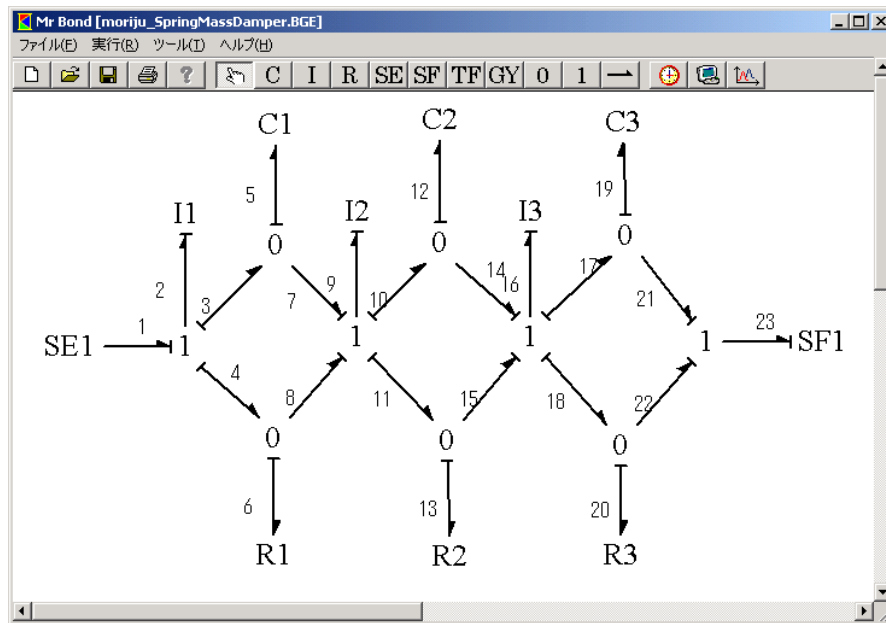 Mr Bond [moriju_SpringMassDamper.BGE]
ファイル(F) 実行(R) ツール(T) ヘルプ(H)
? C I R SE SF TF GY 0 1
C1 C2 C3
5 12 19
I1 I2 I3
0 0 0
2 3 7 9 10 14 16 17 21
1 23
SE1 1 1 1 1 SF1
4 8 11 15 18 22
0 0 0
6 13 20
R1 R2 R3